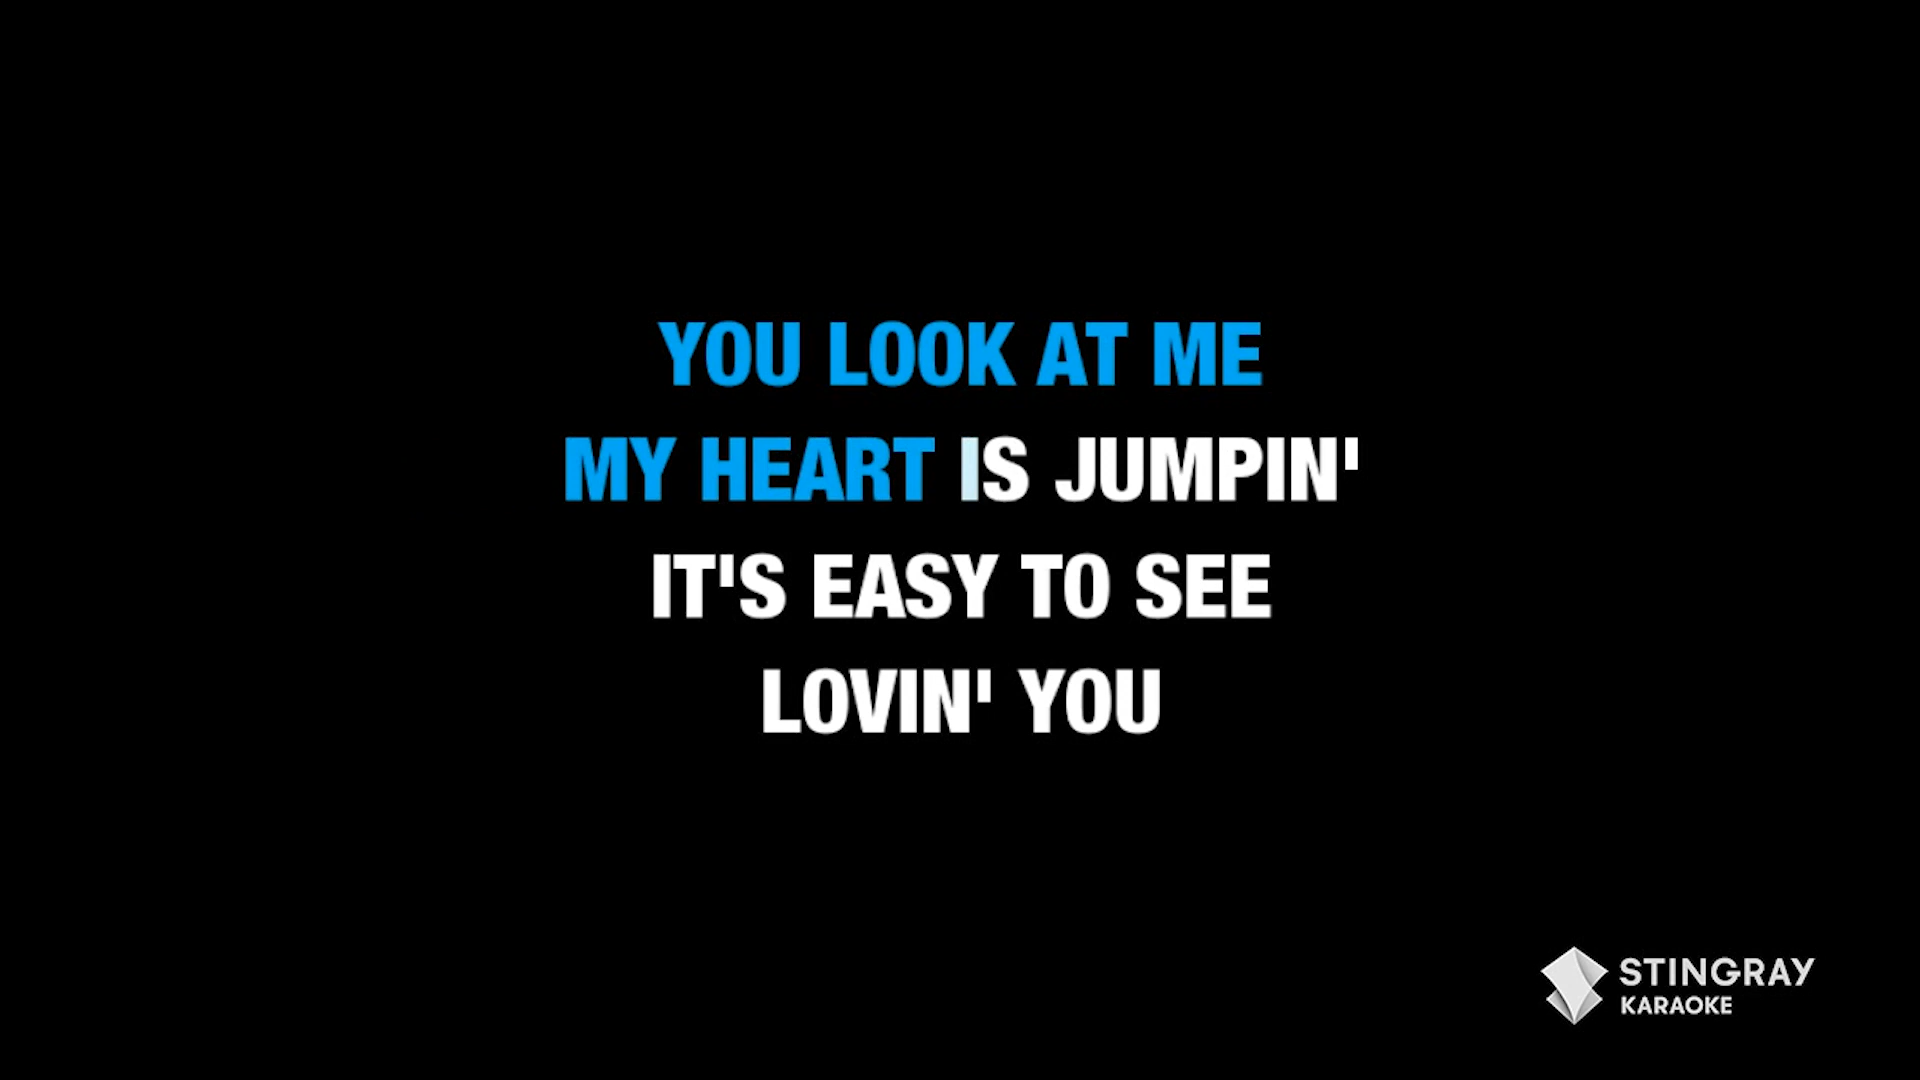 YOU LOOK AT ME
MY HEART IS JUMPIN'
IT'S EASY TO SEE
LOVIN' YOU
STINGRAY
KARAOKE